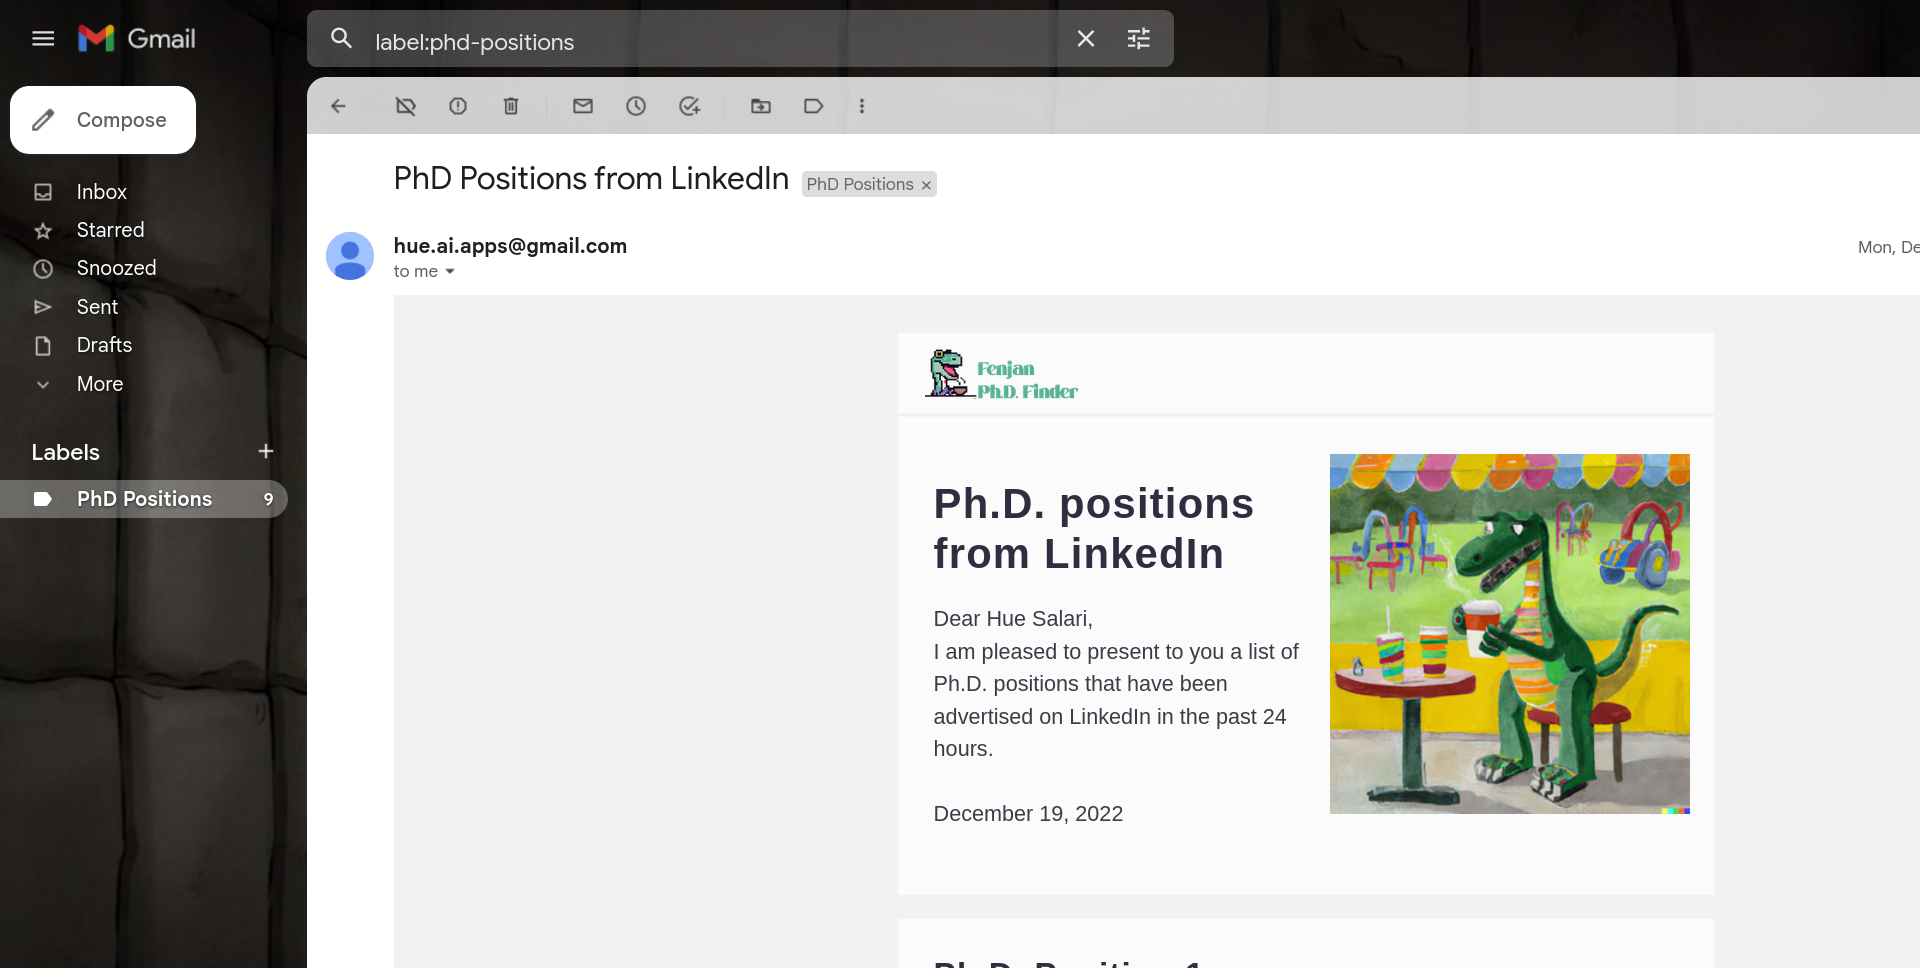 Gmail
label:phd-positions
Compose
Inbox
Starred
Snoozed
Sent
Drafts
More
Labels
PhD Positions 9
PhD Positions from LinkedIn PhD Positions ×
hue.ai.apps@gmail.com
Mon, De
to me
Fenjan
Ph.D. Finder
Ph.D. positions
from LinkedIn
Dear Hue Salari,
I am pleased to present to you a list of
Ph.D. positions that have been
advertised on LinkedIn in the past 24
hours.
December 19, 2022
Ph.D. Position 1